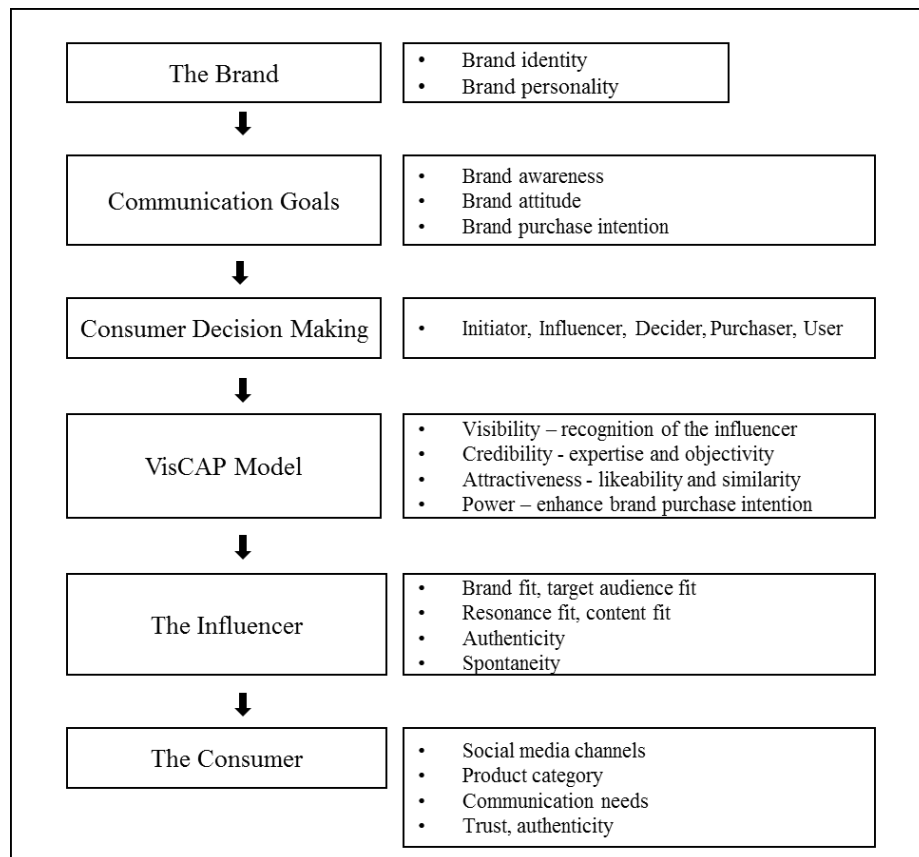 The Brand
• Brand identity
• Brand personality
Communication Goals
• Brand awareness
• Brand attitude
• Brand purchase intention
Consumer Decision Making
• Initiator, Influencer, Decider, Purchaser, User
VisCAP Model
• Visibility – recognition of the influencer
• Credibility - expertise and objectivity
• Attractiveness - likeability and similarity
• Power – enhance brand purchase intention
The Influencer
• Brand fit, target audience fit
• Resonance fit, content fit
• Authenticity
• Spontaneity
The Consumer
• Social media channels
• Product category
• Communication needs
• Trust, authenticity